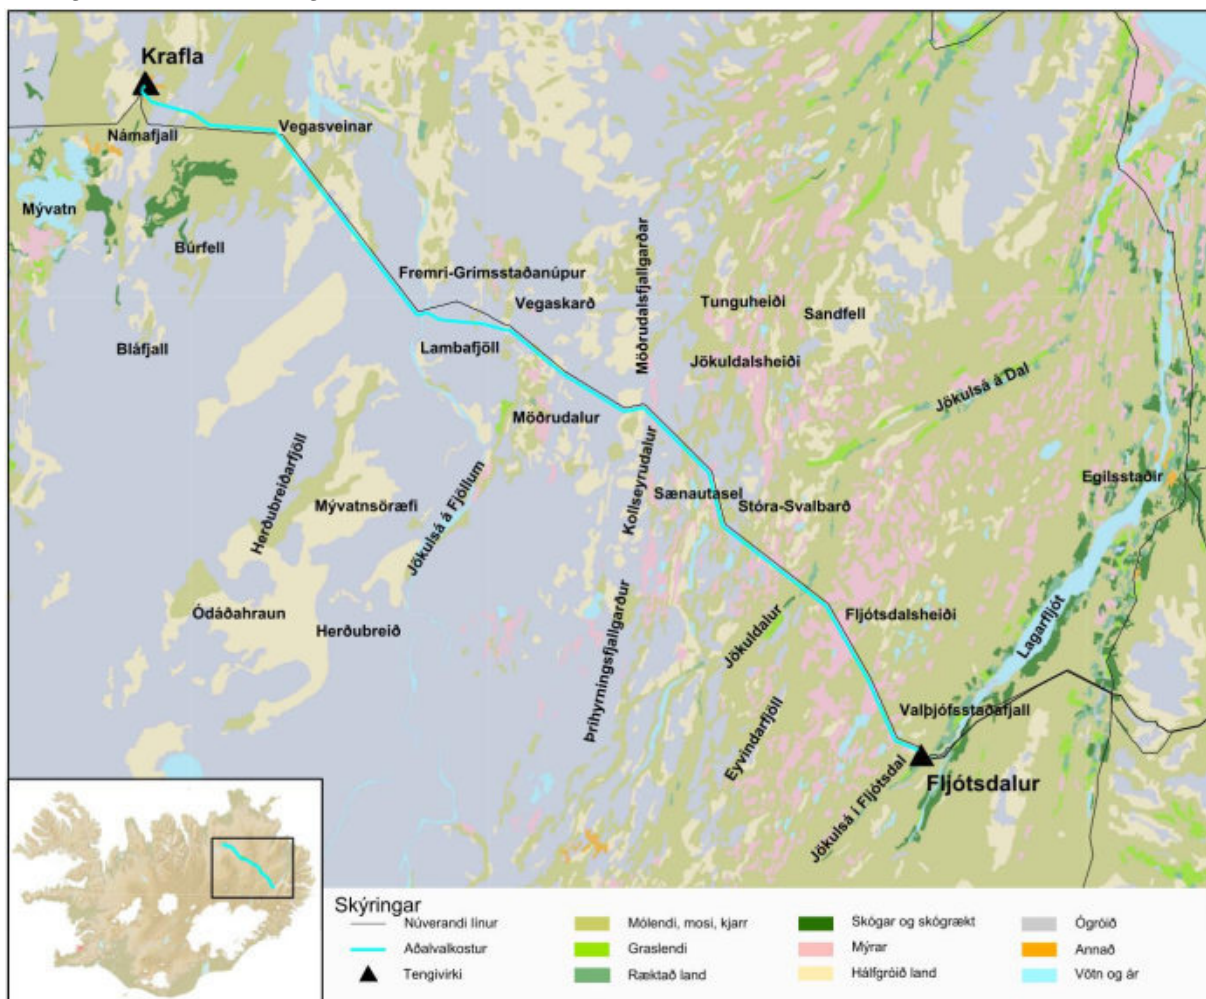 Krafla
Vegasveinar
Námafjall
Mývatn
Búrfell
Möðrudalsfjallgarðar
Fremri-Grímsstaðanúpur
Vegaskarð
Tunguheiði
Sandfell
Bláfjall
Lambafjöll
Jökuldalsheiði
Jökulsá á Dal
Möðrudalur
Herðubreiðarfjöll
Kollseyrudalur
Egilsstaðir
Sænautasel
Stóra-Svalbarð
Mývatnsöræfi
Jökulsá á Fjöllum
Ódáðahraun
Herðubreið
Þríhyrningsfjallgarður
Jökuldalur
Fljótsdalsheiði
Lagarfljót
Valþjófsstaðafjall
Eyvindarfjöll
Jökulsá í Fljótsdal
Fljótsdalur
Skýringar
Núverandi línur
Aðalvalkostur
Tengivirki
Mólendi, mosi, kjarr
Graslendi
Ræktað land
Skógar og skógrækt
Mýrar
Hálfgróið land
Ógróið
Annað
Vötn og ár